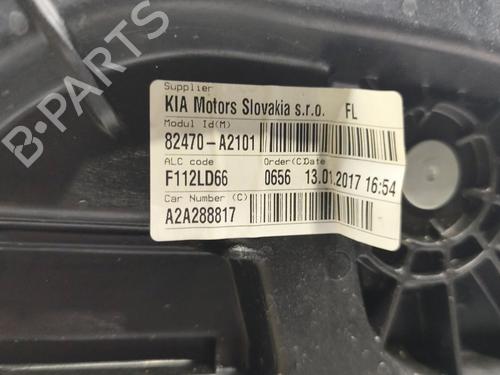 Supplier
KIA Motors Slovakia s.r.o. FL
Modul Id(M)
82470-A2101
ALC code Order(C)Date
F112LD66 0656 13.01.2017 16:54
Car Number (C)
A2A288817
B-PARTS